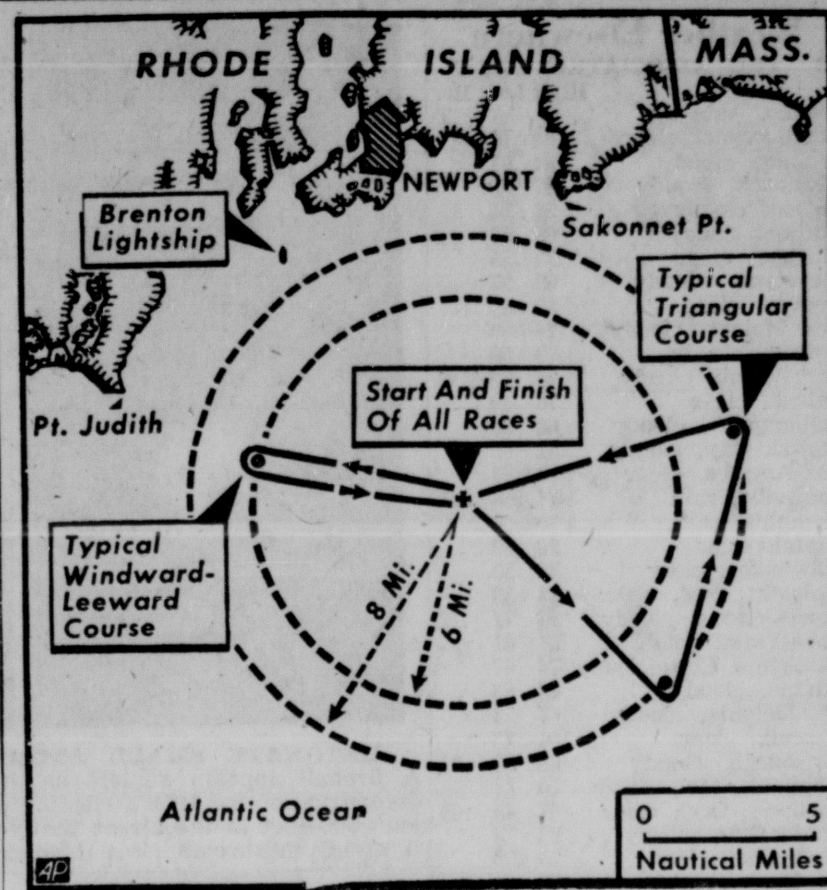 RHODE ISLAND MASS.
NEWPORT
Brenton
Lightship
Sakonnet Pt.
Typical
Triangular
Course
Start And Finish
Of All Races
Pt. Judith
Typical
Windward-
Leeward
Course
8 Mi.
6 Mi.
Atlantic Ocean
0 5
Nautical Miles
AP